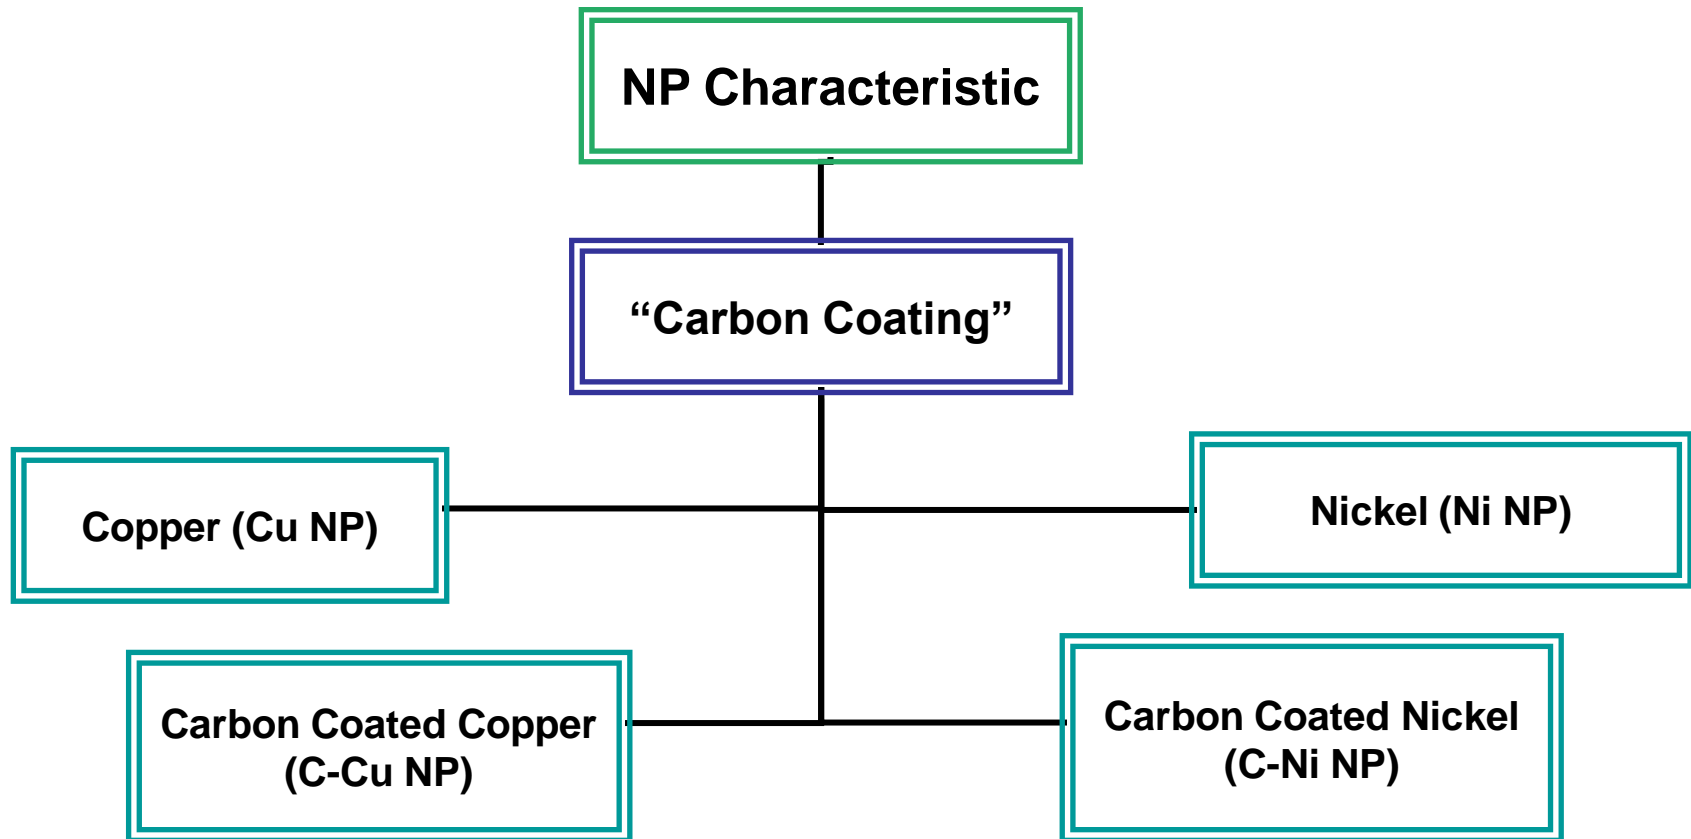 NP Characteristic
“Carbon Coating”
Copper (Cu NP)
Nickel (Ni NP)
Carbon Coated Copper
(C-Cu NP)
Carbon Coated Nickel
(C-Ni NP)